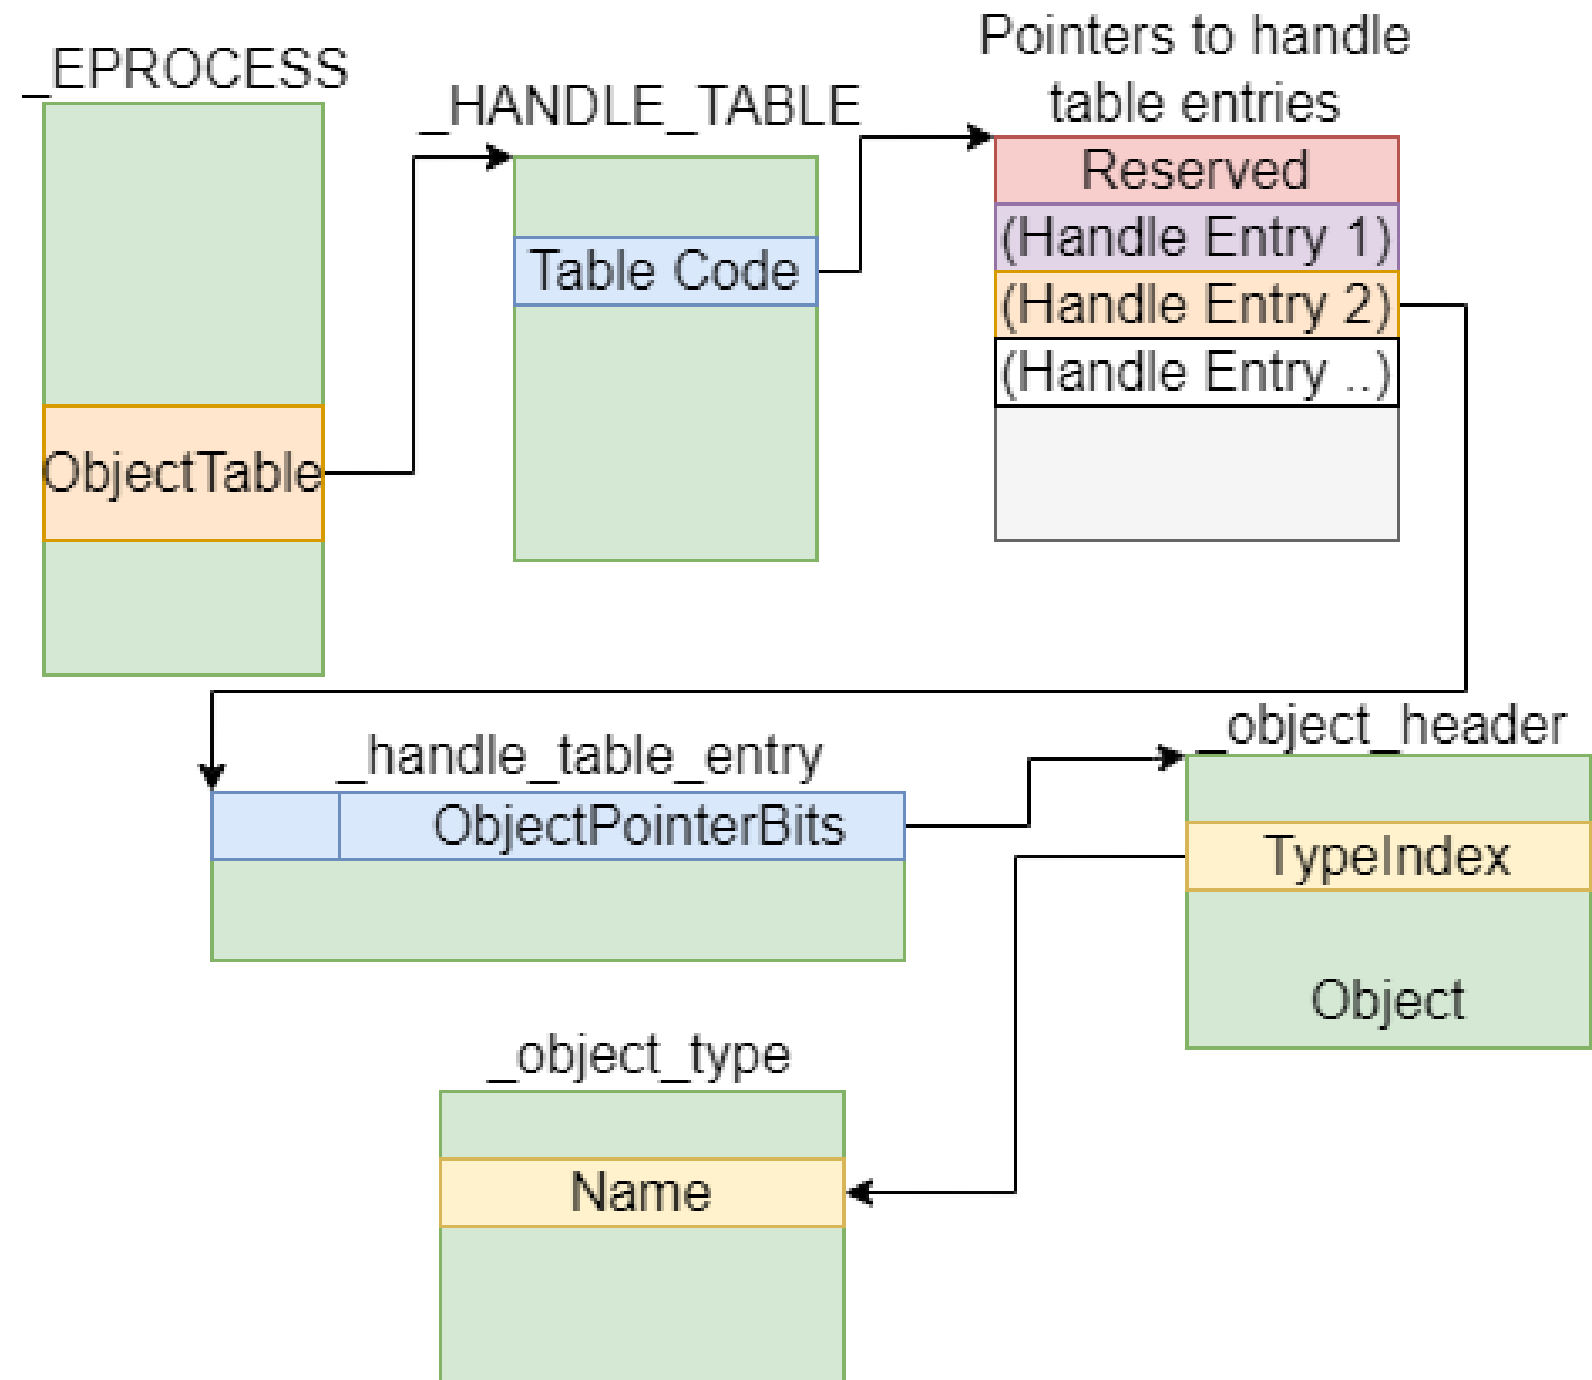 _EPROCESS
ObjectTable
_HANDLE_TABLE
Table Code
Pointers to handle
table entries
Reserved
(Handle Entry 1)
(Handle Entry 2)
(Handle Entry ..)
_handle_table_entry
ObjectPointerBits
_object_header
TypeIndex
Object
_object_type
Name